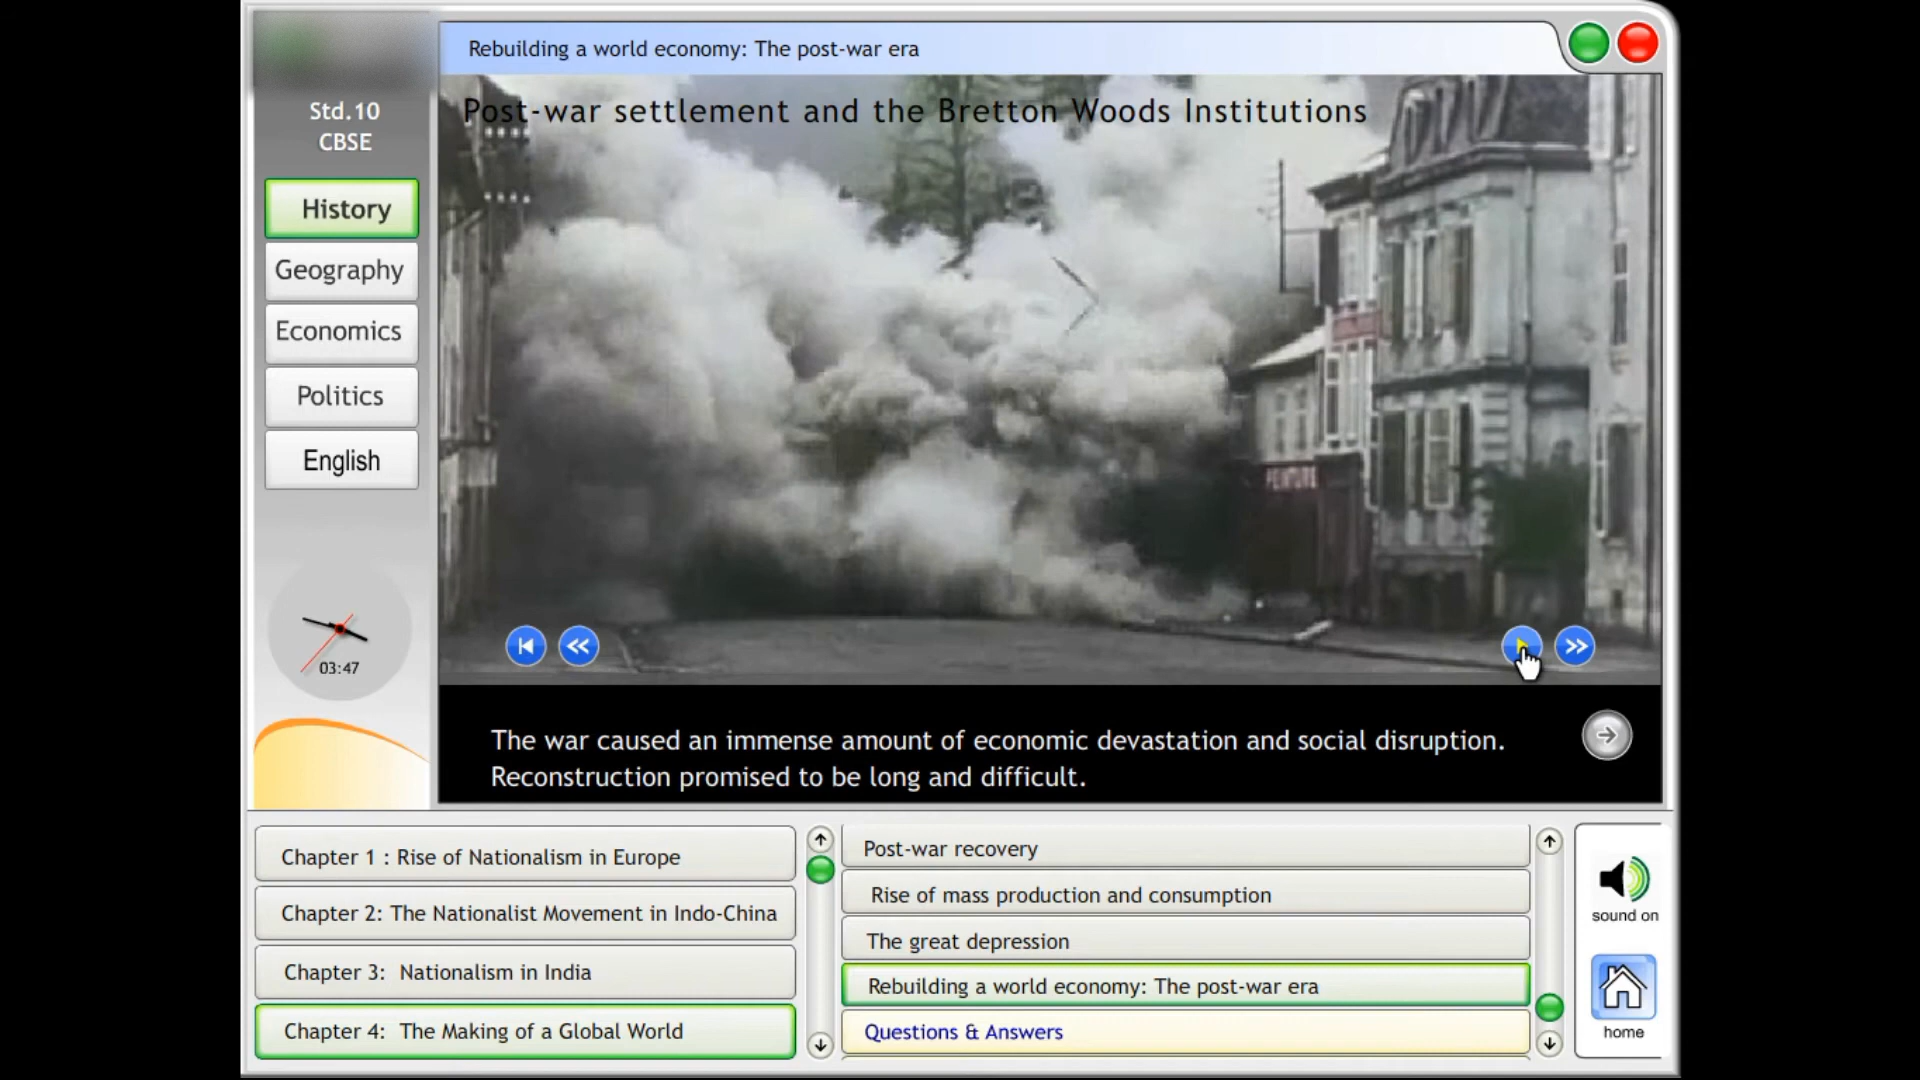 Rebuilding a world economy: The post-war era
Post-war settlement and the Bretton Woods Institutions
Std.10
CBSE
History
Geography
Economics
Politics
English
03:47
The war caused an immense amount of economic devastation and social disruption.
Reconstruction promised to be long and difficult.
Chapter 1 : Rise of Nationalism in Europe
Chapter 2: The Nationalist Movement in Indo-China
Chapter 3: Nationalism in India
Chapter 4: The Making of a Global World
Post-war recovery
Rise of mass production and consumption
The great depression
Rebuilding a world economy: The post-war era
Questions & Answers
sound on
home